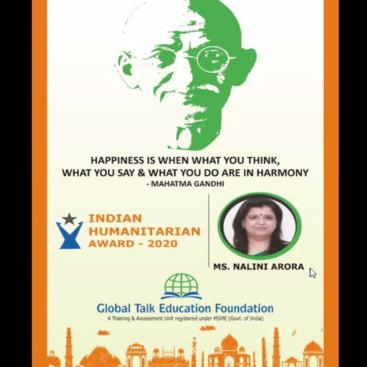 HAPPINESS IS WHEN WHAT YOU THINK,
WHAT YOU SAY & WHAT YOU DO ARE IN HARMONY
- MAHATMA GANDHI
INDIAN
HUMANITARIAN
AWARD - 2020
MS. NALINI ARORA
Global Talk Education Foundation
A Training & Assessment Unit registered under MSME (Govt. of India)